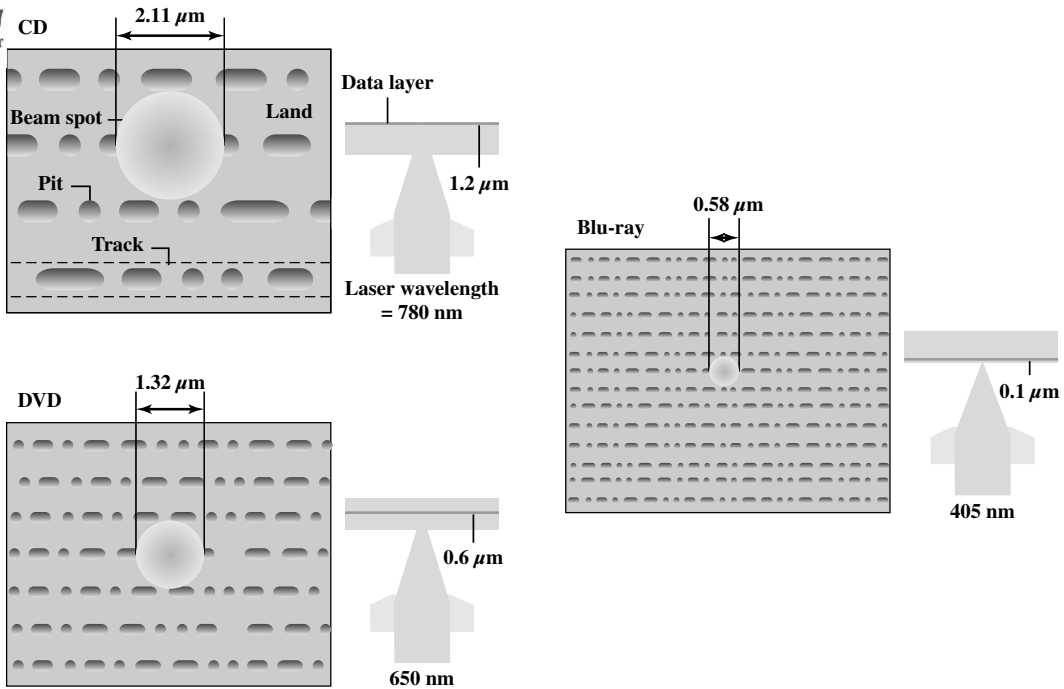 CD
2.11 µm
Beam spot
Land
Pit
Track
Data layer
1.2 µm
Laser wavelength
= 780 nm
DVD
1.32 µm
0.6 µm
650 nm
Blu-ray
0.58 µm
0.1 µm
405 nm